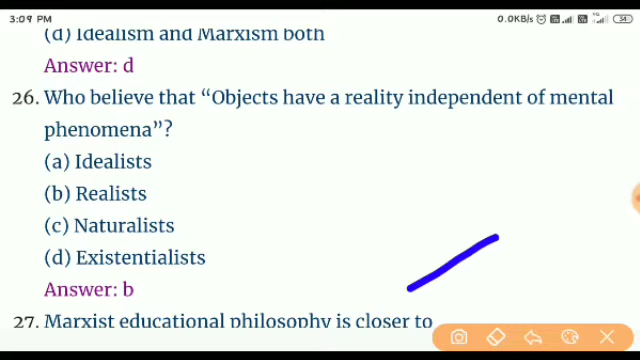 3:09 PM 0.0KB/s 34
(d) Idealism and Marxism both
Answer: d
26. Who believe that “Objects have a reality independent of mental
phenomena”?
(a) Idealists
(b) Realists
(c) Naturalists
(d) Existentialists
Answer: b
27. Marxist educational philosophy is closer to